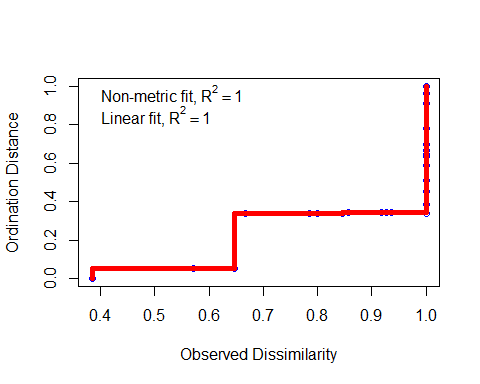 Non-metric fit, R² = 1
Linear fit, R² = 1
Ordination Distance
1.0
0.8
0.6
0.4
0.2
0.0
0.4 0.5 0.6 0.7 0.8 0.9 1.0
Observed Dissimilarity